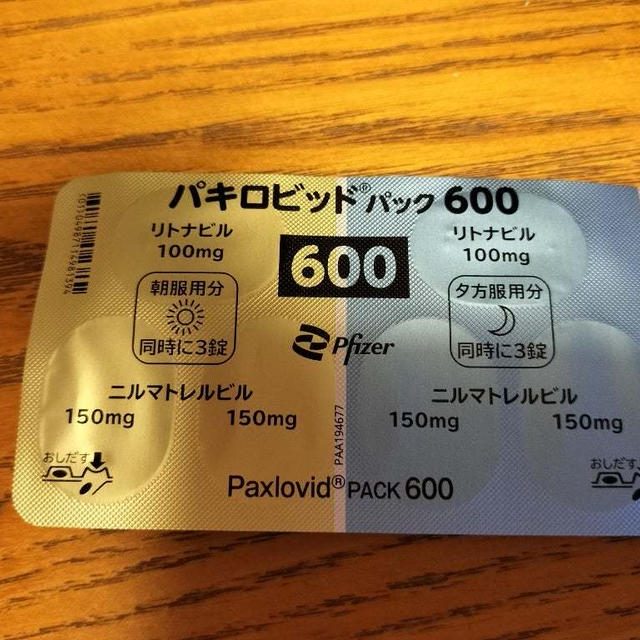 パキロビッド®パック600
リトナビル
100mg
600
リトナビル
100mg
朝服用分
同時に3錠
夕方服用分
同時に3錠
Pfizer
ニルマトレルビル
150mg 150mg
ニルマトレルビル
150mg 150mg
おしだす
おしだす
PAA194677
Paxlovid® PACK 600